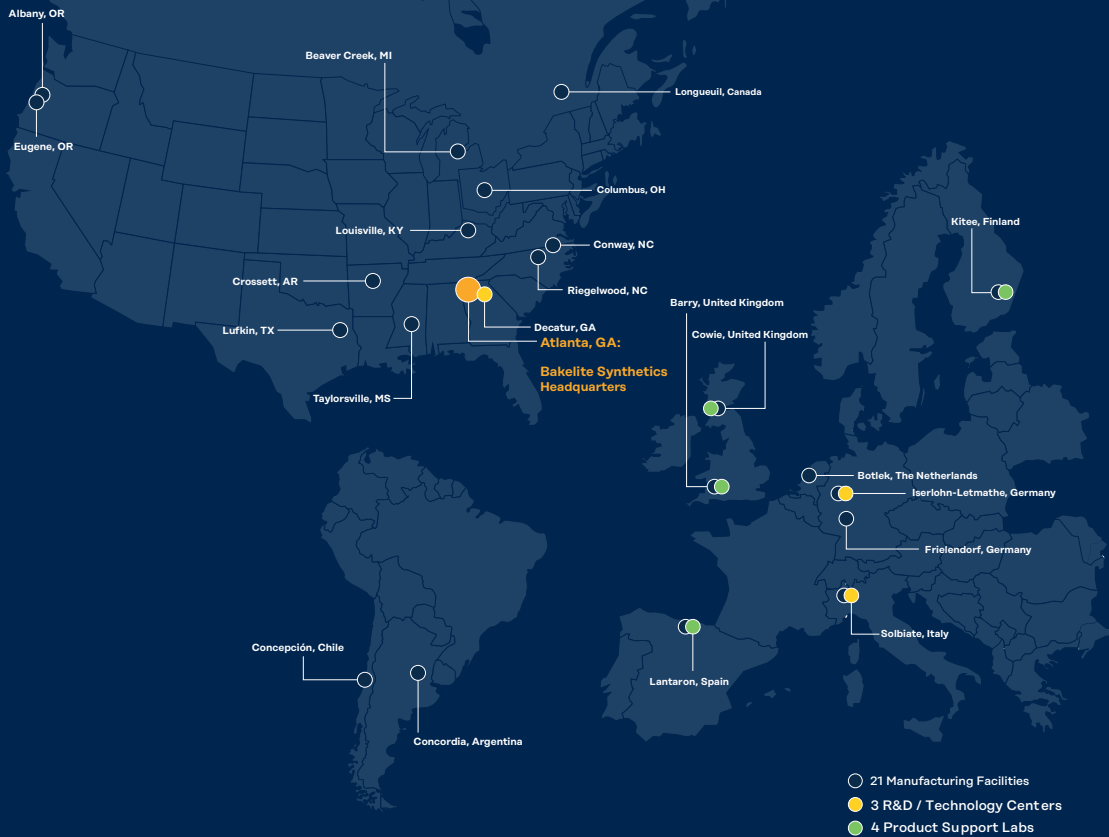 Albany, OR
Beaver Creek, MI
Longueuil, Canada
Eugene, OR
Columbus, OH
Louisville, KY
Conway, NC
Kitee, Finland
Crossett, AR
Riegelwood, NC
Barry, United Kingdom
Lufkin, TX
Decatur, GA
Cowie, United Kingdom
Atlanta, GA:
Bakelite Synthetics
Headquarters
Taylorsville, MS
Botlek, The Netherlands
Iserlohn-Letmathe, Germany
Frielendorf, Germany
Solbiate, Italy
Concepción, Chile
Lantaron, Spain
Concordia, Argentina
21 Manufacturing Facilities
3 R&D / Technology Centers
4 Product Support Labs